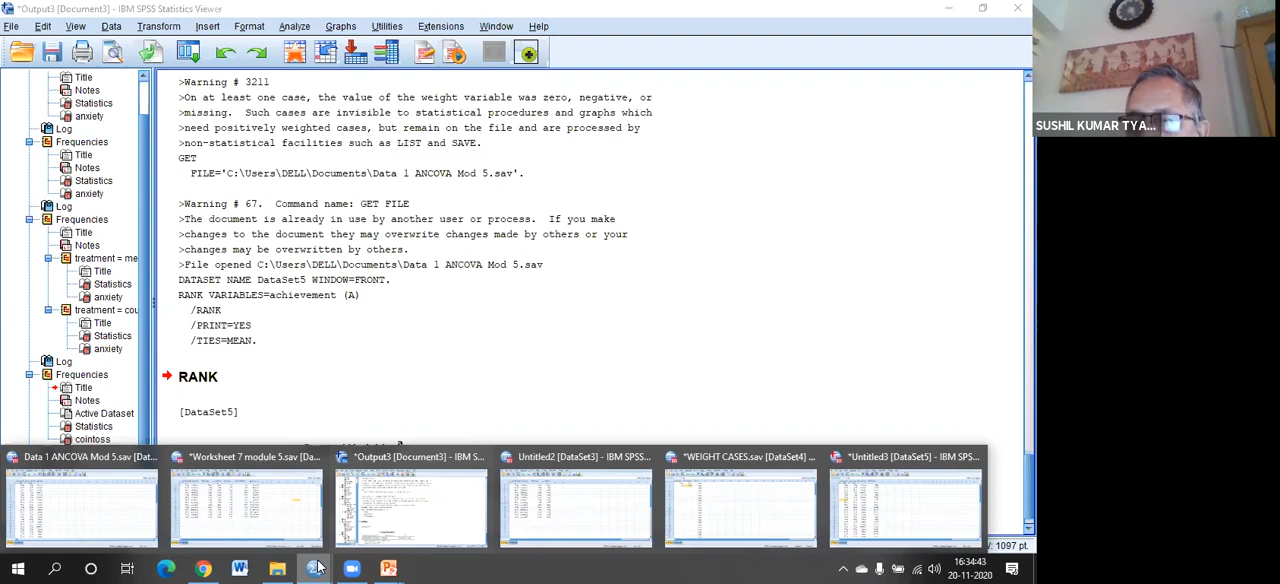 *Output3 [Document3] - IBM SPSS Statistics Viewer
File Edit View Data Transform Insert Format Analyze Graphs Utilities Extensions Window Help
Title
Notes
Statistics
anxiety
Log
Frequencies
Title
Notes
Statistics
anxiety
Log
Frequencies
Title
Notes
treatment = me
Title
Statistics
anxiety
treatment = cou
Title
Statistics
anxiety
Log
Frequencies
Title
Notes
Active Dataset
Statistics
cointoss
>Warning # 3211
>On at least one case, the value of the weight variable was zero, negative, or
>missing.  Such cases are invisible to statistical procedures and graphs which
>need positively weighted cases, but remain on the file and are processed by
>non-statistical facilities such as LIST and SAVE.
GET
FILE='C:\Users\DELL\Documents\Data 1 ANCOVA Mod 5.sav'.
>Warning # 67.  Command name: GET FILE
>The document is already in use by another user or process.  If you make
>changes to the document they may overwrite changes made by others or your
>changes may be overwritten by others.
>File opened C:\Users\DELL\Documents\Data 1 ANCOVA Mod 5.sav
DATASET NAME DataSet5 WINDOW=FRONT.
RANK VARIABLES=achievement (A)
/RANK
/PRINT=YES
/TIES=MEAN.
RANK
[DataSet5]
SUSHIL KUMAR TYA...
Data 1 ANCOVA Mod 5.sav [Dat...
*Worksheet 7 module 5.sav [Da...
*Output3 [Document3] - IBM S...
Untitled2 [DataSet3] - IBM SPSS...
*WEIGHT CASES.sav [DataSet4] ...
*Untitled3 [DataSet5] - IBM SPS...
1097 pt.
16:34:43
20-11-2020